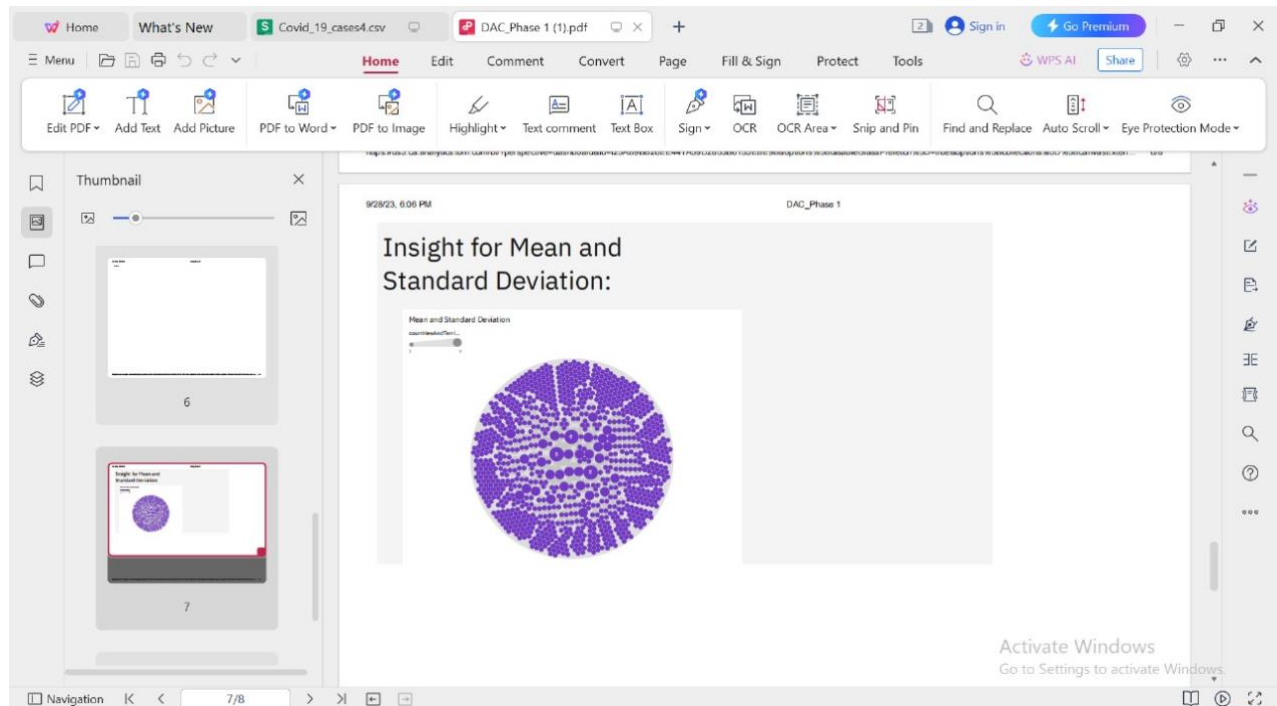 Home What's New Covid_19_cases4.csv DAC_Phase 1 (1).pdf + 2 Sign in Go Premium
Menu Home Edit Comment Convert Page Fill & Sign Protect Tools WPS AI Share
Edit PDF Add Text Add Picture PDF to Word PDF to Image Highlight Text comment Text Box Sign OCR OCR Area Snip and Pin Find and Replace Auto Scroll Eye Protection Mode
Thumbnail
6
7
9/28/23, 6:06 PM DAC_Phase 1
Insight for Mean and
Standard Deviation:
Mean and Standard Deviation
Activate Windows
Go to Settings to activate Windows.
Navigation 7/8